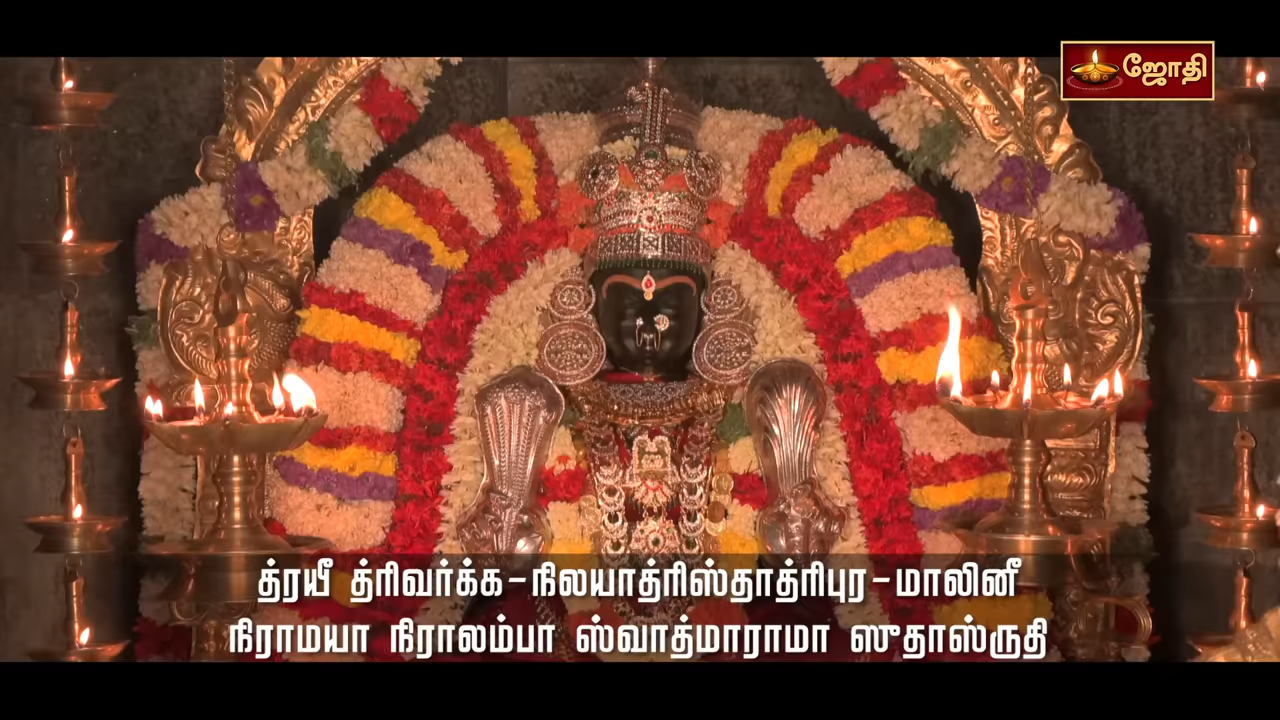 ஜோதி
த்ரயீ த்ரிவர்க்க-நிலயாத்ரிஸ்தாத்ரிபுர-மாலினீ
நிராமயா நிராலம்பா ஸ்வாத்மாராமா ஸுதாஸ்ருதி